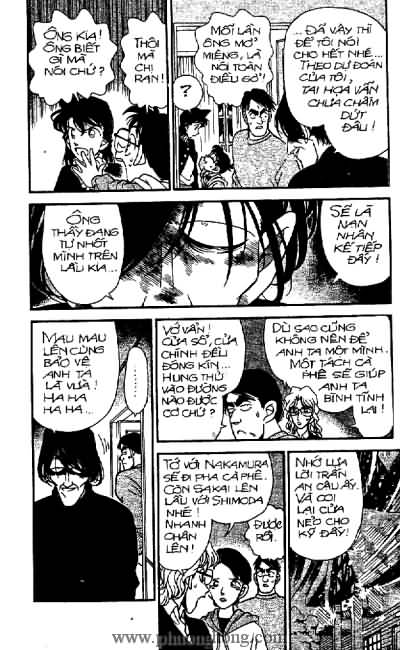 ...ĐÃ VẬY THÌ
ĐỂ TÔI NÓI
CHO HẾT NHÉ...
THEO DỰ ĐOÁN
CỦA TÔI,
TAI HỌA VẪN
CHƯA CHẤM
DỨT
ĐÂU!
MỖI LẦN
ÔNG MỞ
MIỆNG, LÀ
NÓI TOÀN
ĐIỀU GỞ!
?
THÔI
MÀ
CHỊ
RAN!
ÔNG KIA!
ÔNG BIẾT
GÌ MÀ
NÓI CHỨ?
SẼ LÀ
NẠN
NHÂN
KẾ TIẾP
ĐẤY!
ÔNG
THẦY ĐANG
TỰ NHỐT
MÌNH TRÊN
LẦU KIA...
DÙ SAO CŨNG
KHÔNG NÊN ĐỂ
ANH TA MỘT MÌNH.
MỘT TÁCH CÀ
PHÊ SẼ GIÚP
ANH TA
BÌNH TĨNH
LẠI!
VỚ VẨN!
CỬA SỔ, CỬA
CHÍNH ĐỀU
ĐÓNG KÍN...
HUNG THỦ
VÀO ĐƯỜNG
NÀO ĐƯỢC
CƠ CHỨ?
.......
MAU MAU
LÊN CÙNG
BẢO VỆ
ANH TA
LÀ VỪA!
HA HA
HA HA...
NHỚ LỰA
LỜI TRẤN
AN CẬU ẤY.
VÀ COI
LẠI CỬA
NẺO CHO
KỸ ĐẤY!
TỚ VỚI NAKAMURA
SẼ ĐI PHA CÀ PHÊ.
CÒN SAKAI LÊN
LẦU VỚI SHIMODA
NHÉ!
NHANH
CHÂN
LÊN!
ĐƯỢC
RỒI.
www.phuonghong.com